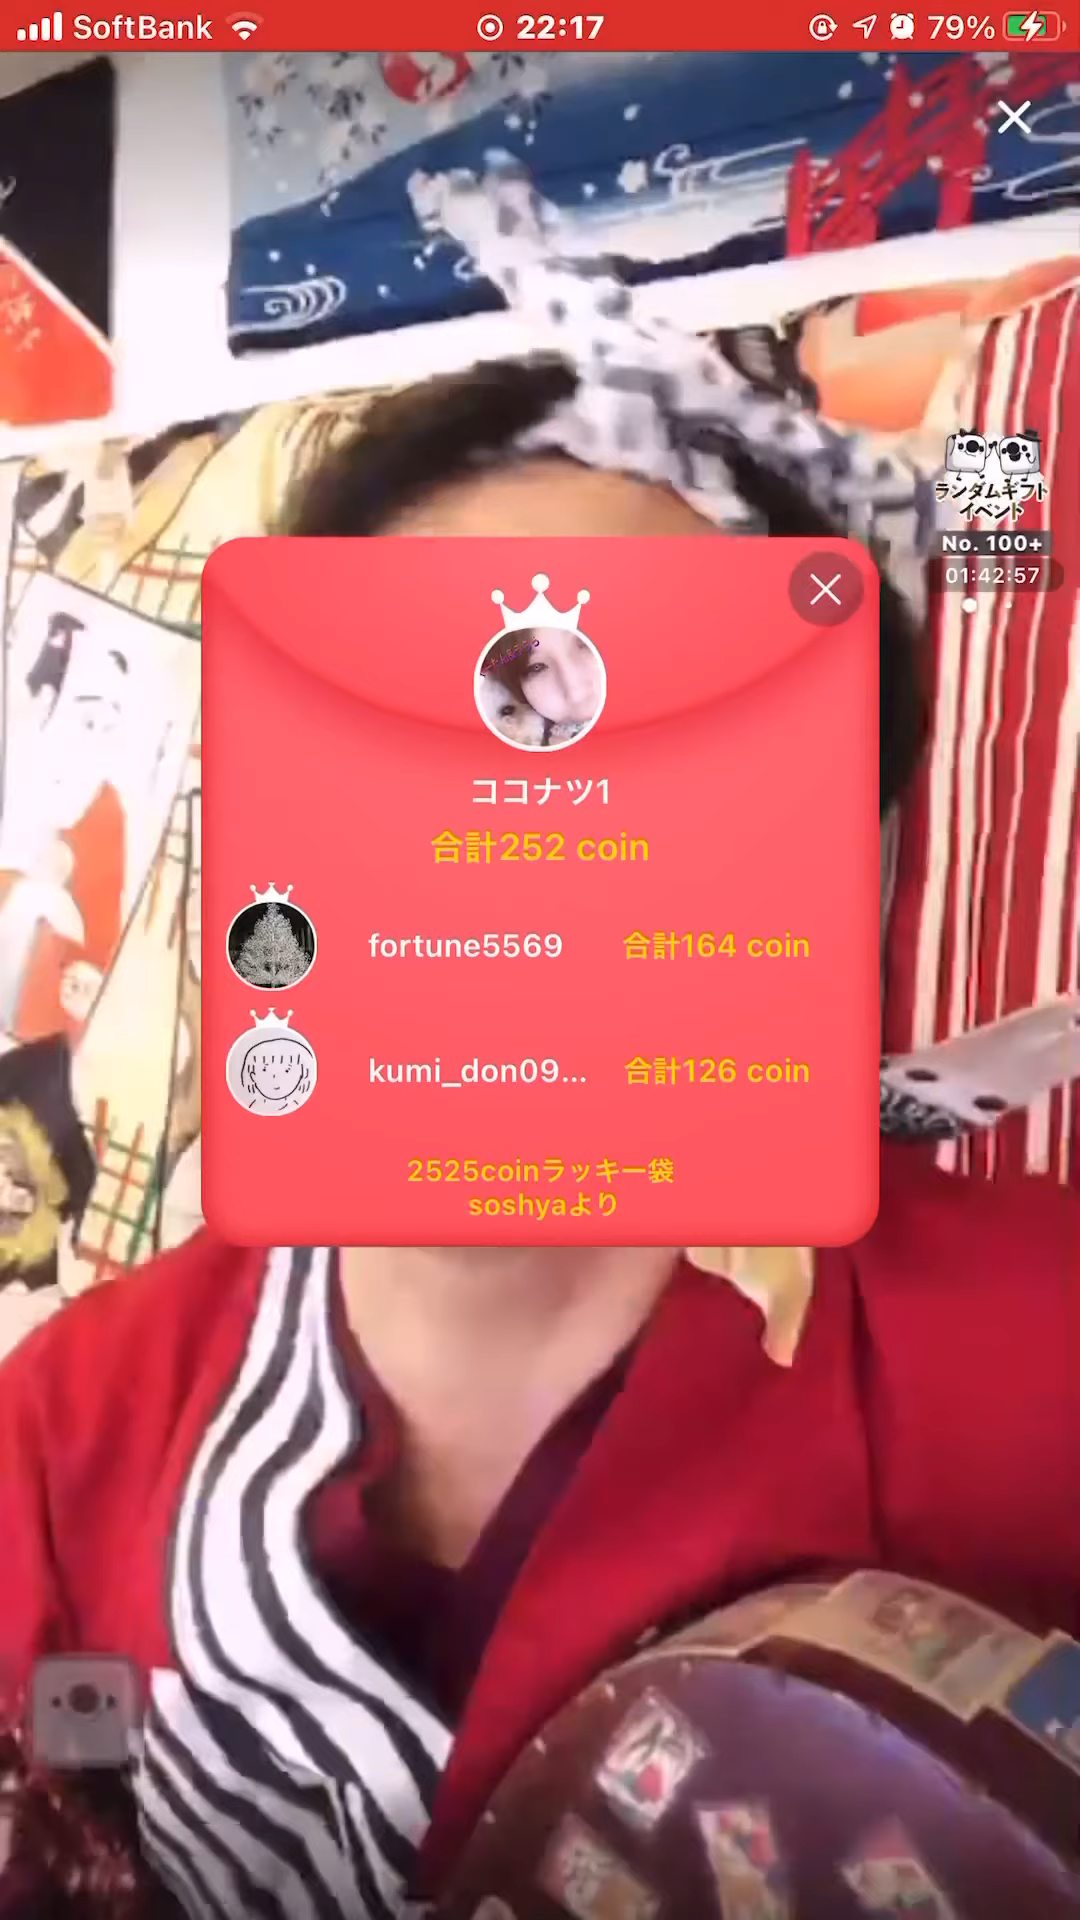 SoftBank 22:17 79%
ランダムギフト
イベント
No. 100+
01:42:57
ココナツ1
合計252 coin
fortune5569 合計164 coin
kumi_don09... 合計126 coin
2525coinラッキー袋
soshyaより